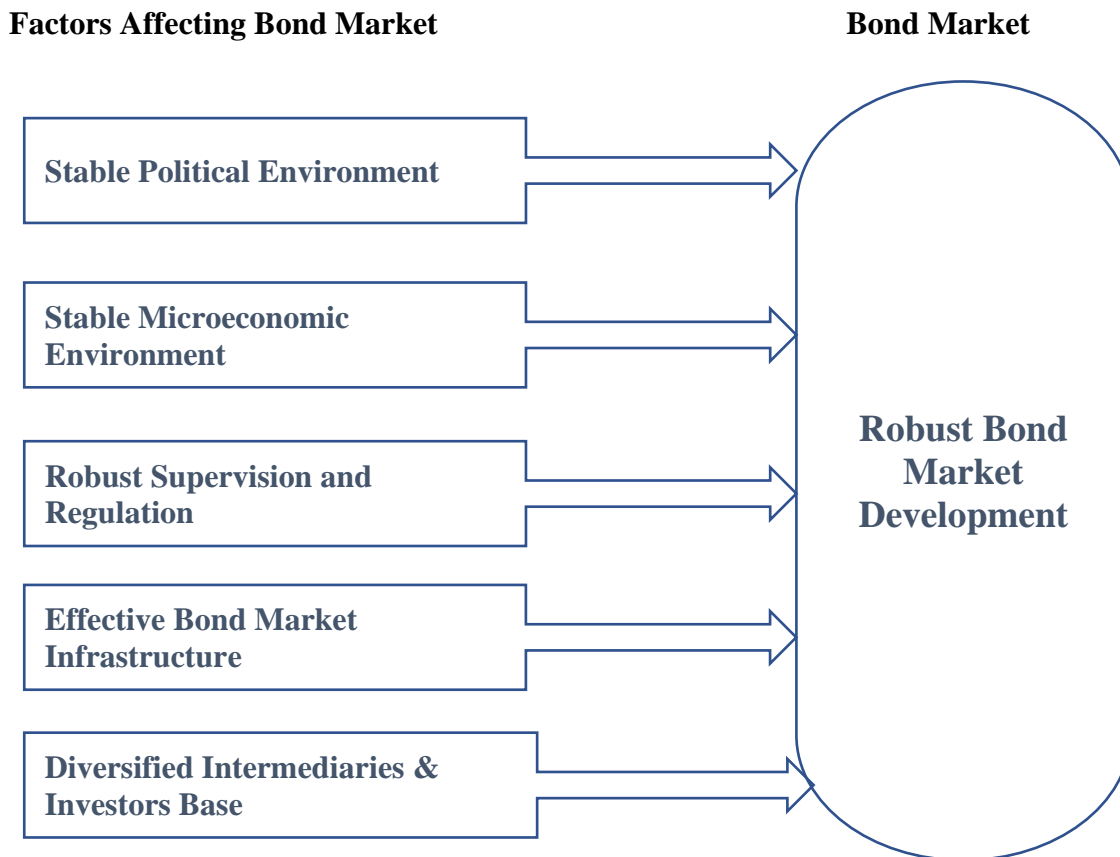 Factors Affecting Bond Market
Bond Market
Stable Political Environment
Stable Microeconomic
Environment
Robust Supervision and
Regulation
Effective Bond Market
Infrastructure
Diversified Intermediaries &
Investors Base
Robust Bond
Market
Development